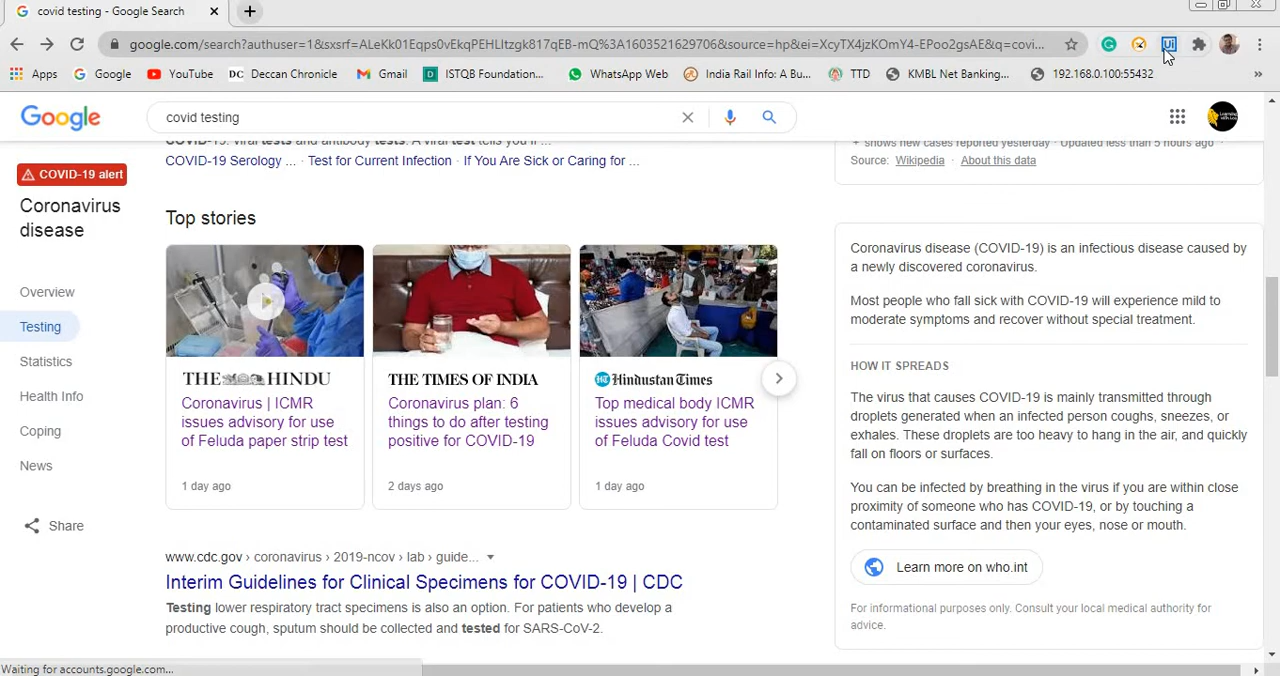 covid testing - Google Search
google.com/search?authuser=1&sxsrf=ALeKk01Eqps9vEkqPEHLItzgk817qEB-mQ%3A1603521629706&source=hp&ei=XcyTX4jzKOmY4-EPoo2gsAE&q=covi...
Apps
Google
YouTube
DC Deccan Chronicle
Gmail
ISTQB Foundation...
WhatsApp Web
India Rail Info: A Bu...
TTD
KMBL Net Banking...
192.168.0.100:55432
»
Google
covid testing
COVID-19 alert
Coronavirus
disease
Overview
Testing
Statistics
Health Info
Coping
News
Share
COVID-19: Viral tests and antibody tests. A viral test tells you if ...
COVID-19 Serology ... · Test for Current Infection · If You Are Sick or Caring for ...
Top stories
THE HINDU
Coronavirus | ICMR
issues advisory for use
of Feluda paper strip test
1 day ago
THE TIMES OF INDIA
Coronavirus plan: 6
things to do after testing
positive for COVID-19
2 days ago
HT Hindustan Times
Top medical body ICMR
issues advisory for use
of Feluda Covid test
1 day ago
www.cdc.gov › coronavirus › 2019-ncov › lab › guide...
Interim Guidelines for Clinical Specimens for COVID-19 | CDC
Testing lower respiratory tract specimens is also an option. For patients who develop a
productive cough, sputum should be collected and tested for SARS-CoV-2.
+ shows new cases reported yesterday · Updated less than 5 hours ago ·
Source: Wikipedia · About this data
Coronavirus disease (COVID-19) is an infectious disease caused by
a newly discovered coronavirus.
Most people who fall sick with COVID-19 will experience mild to
moderate symptoms and recover without special treatment.
HOW IT SPREADS
The virus that causes COVID-19 is mainly transmitted through
droplets generated when an infected person coughs, sneezes, or
exhales. These droplets are too heavy to hang in the air, and quickly
fall on floors or surfaces.
You can be infected by breathing in the virus if you are within close
proximity of someone who has COVID-19, or by touching a
contaminated surface and then your eyes, nose or mouth.
Learn more on who.int
For informational purposes only. Consult your local medical authority for
advice.
Waiting for accounts.google.com...